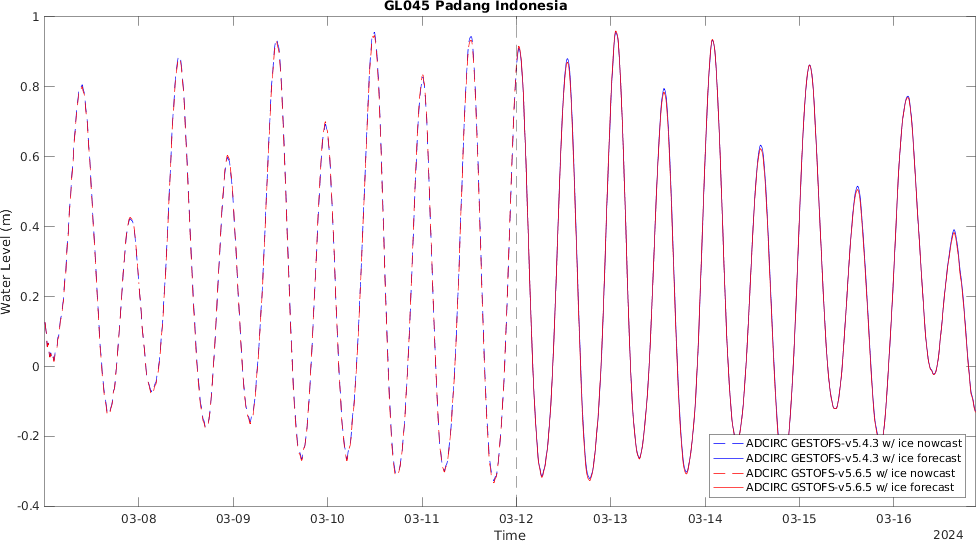 GL045 Padang Indonesia
1
0.8
0.6
0.4
0.2
0
-0.2
-0.4
Water Level (m)
ADCIRC GESTOFS-v5.4.3 w/ ice nowcast
ADCIRC GESTOFS-v5.4.3 w/ ice forecast
ADCIRC GSTOFS-v5.6.5 w/ ice nowcast
ADCIRC GSTOFS-v5.6.5 w/ ice forecast
03-08 03-09 03-10 03-11 03-12 03-13 03-14 03-15 03-16
Time
2024